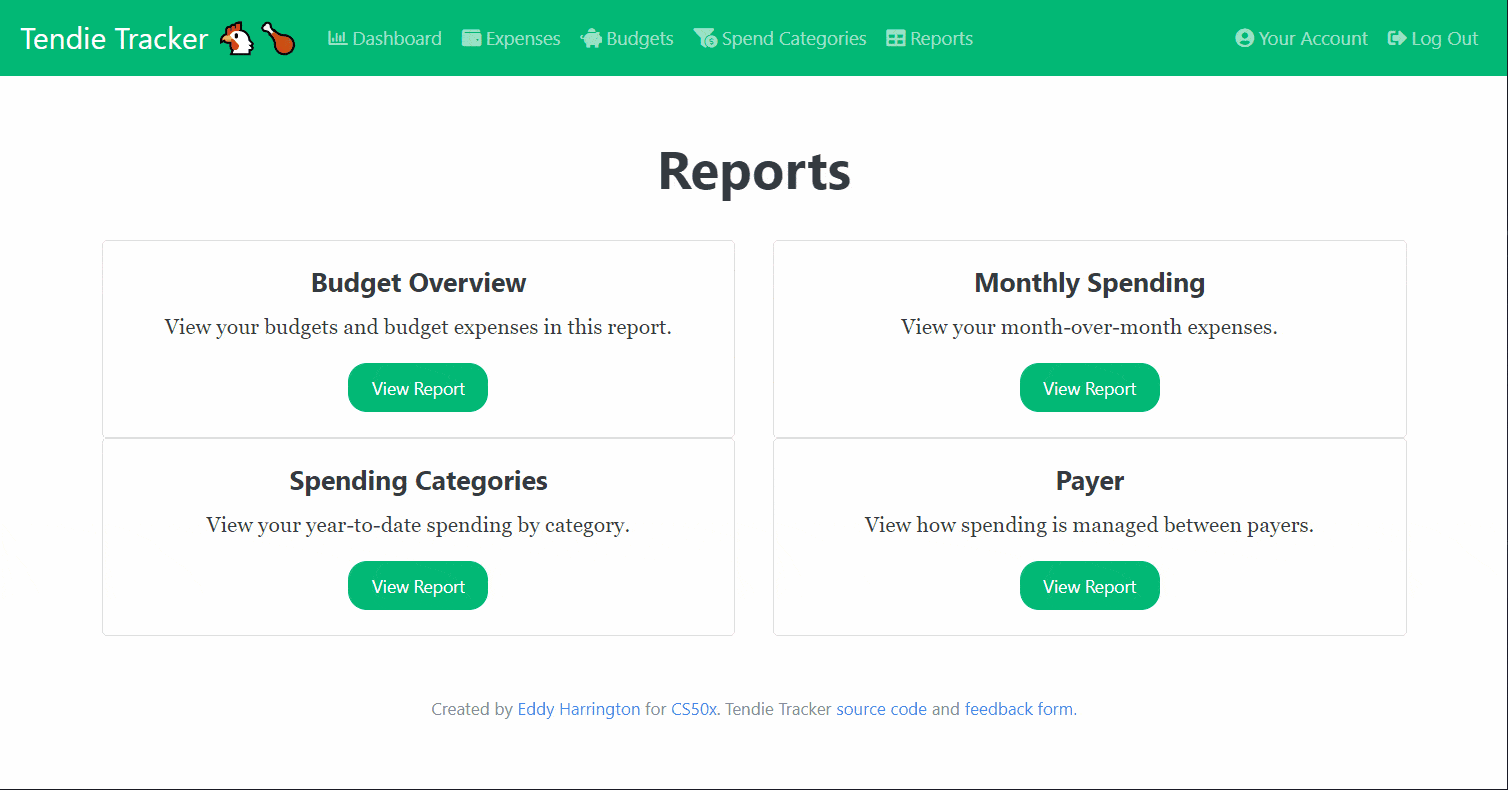 Tendie Tracker Dashboard Expenses Budgets Spend Categories Reports Your Account Log Out
Reports
Budget Overview
View your budgets and budget expenses in this report.
View Report
Monthly Spending
View your month-over-month expenses.
View Report
Spending Categories
View your year-to-date spending by category.
View Report
Payer
View how spending is managed between payers.
View Report
Created by Eddy Harrington for CS50x. Tendie Tracker source code and feedback form.